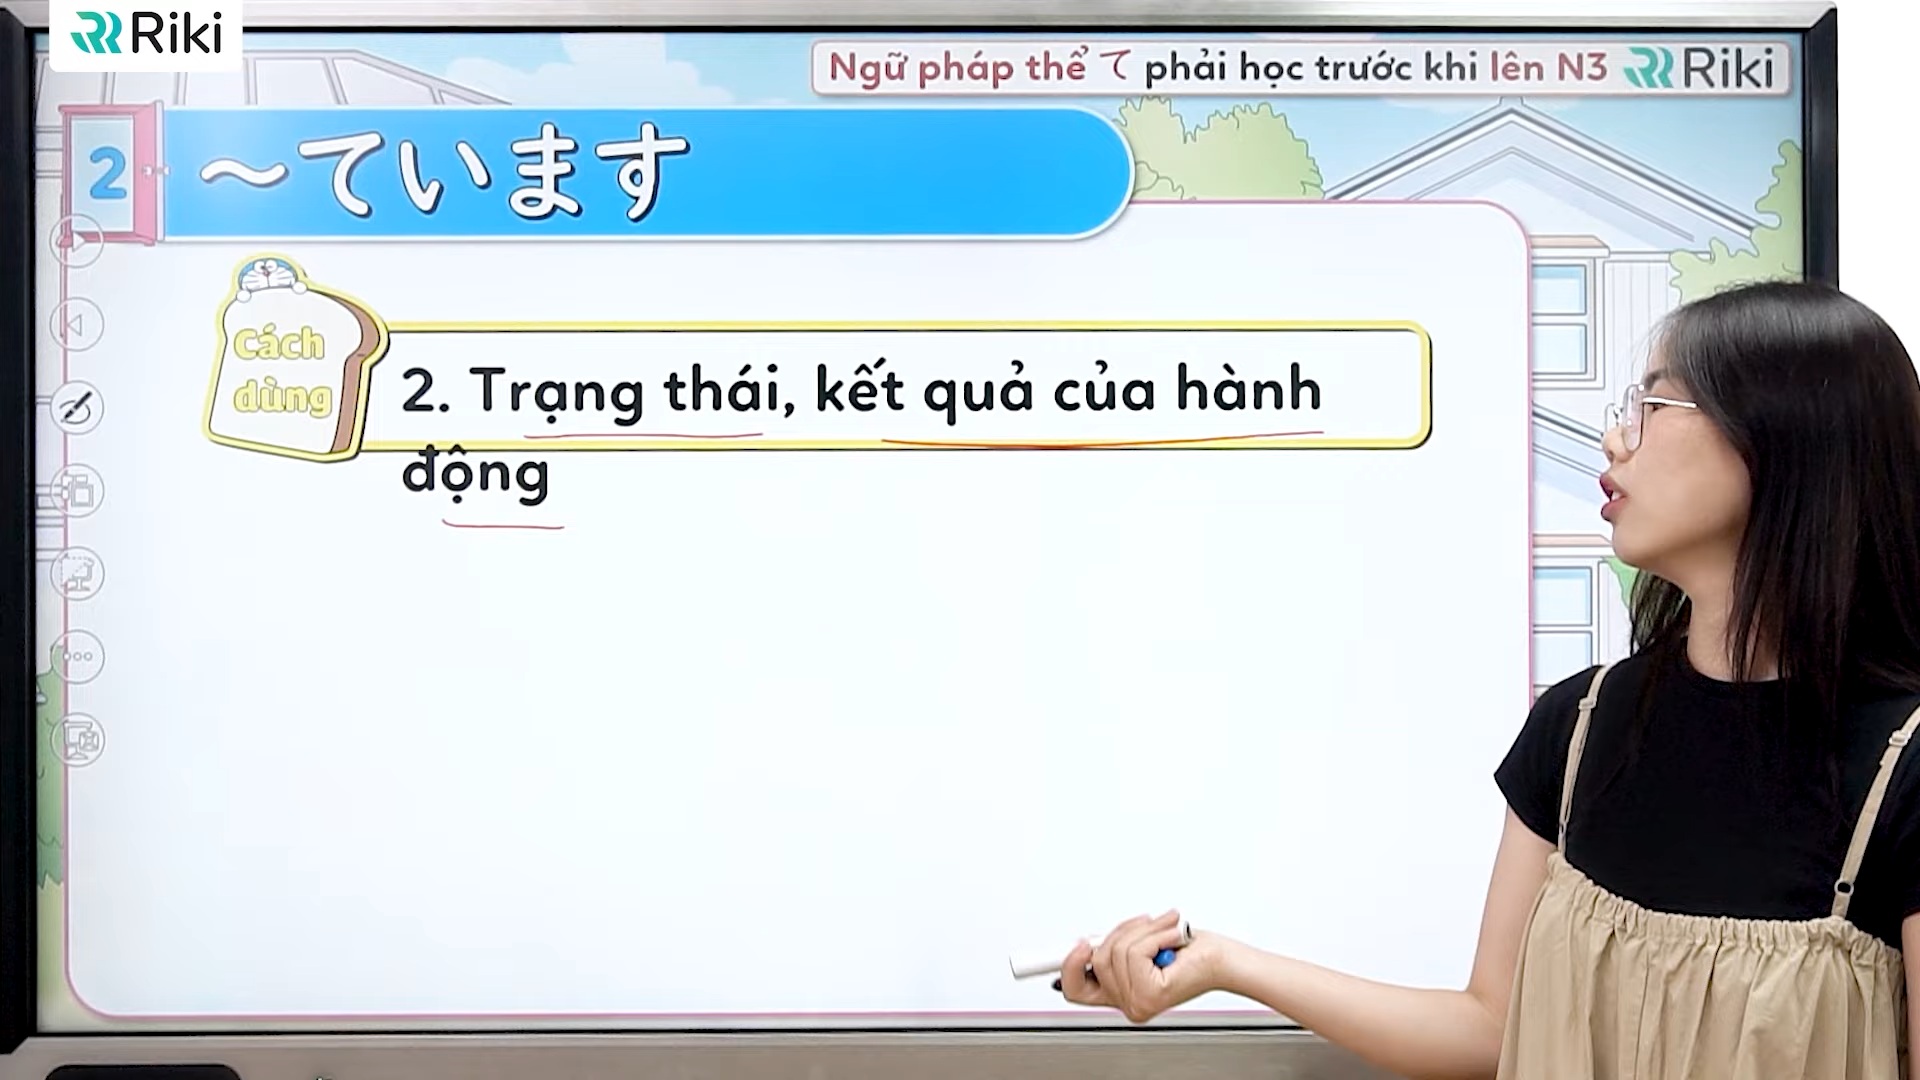 Riki
Ngữ pháp thể て phải học trước khi lên N3 Riki
2 ～ています
Cách dùng
2. Trạng thái, kết quả của hành
động